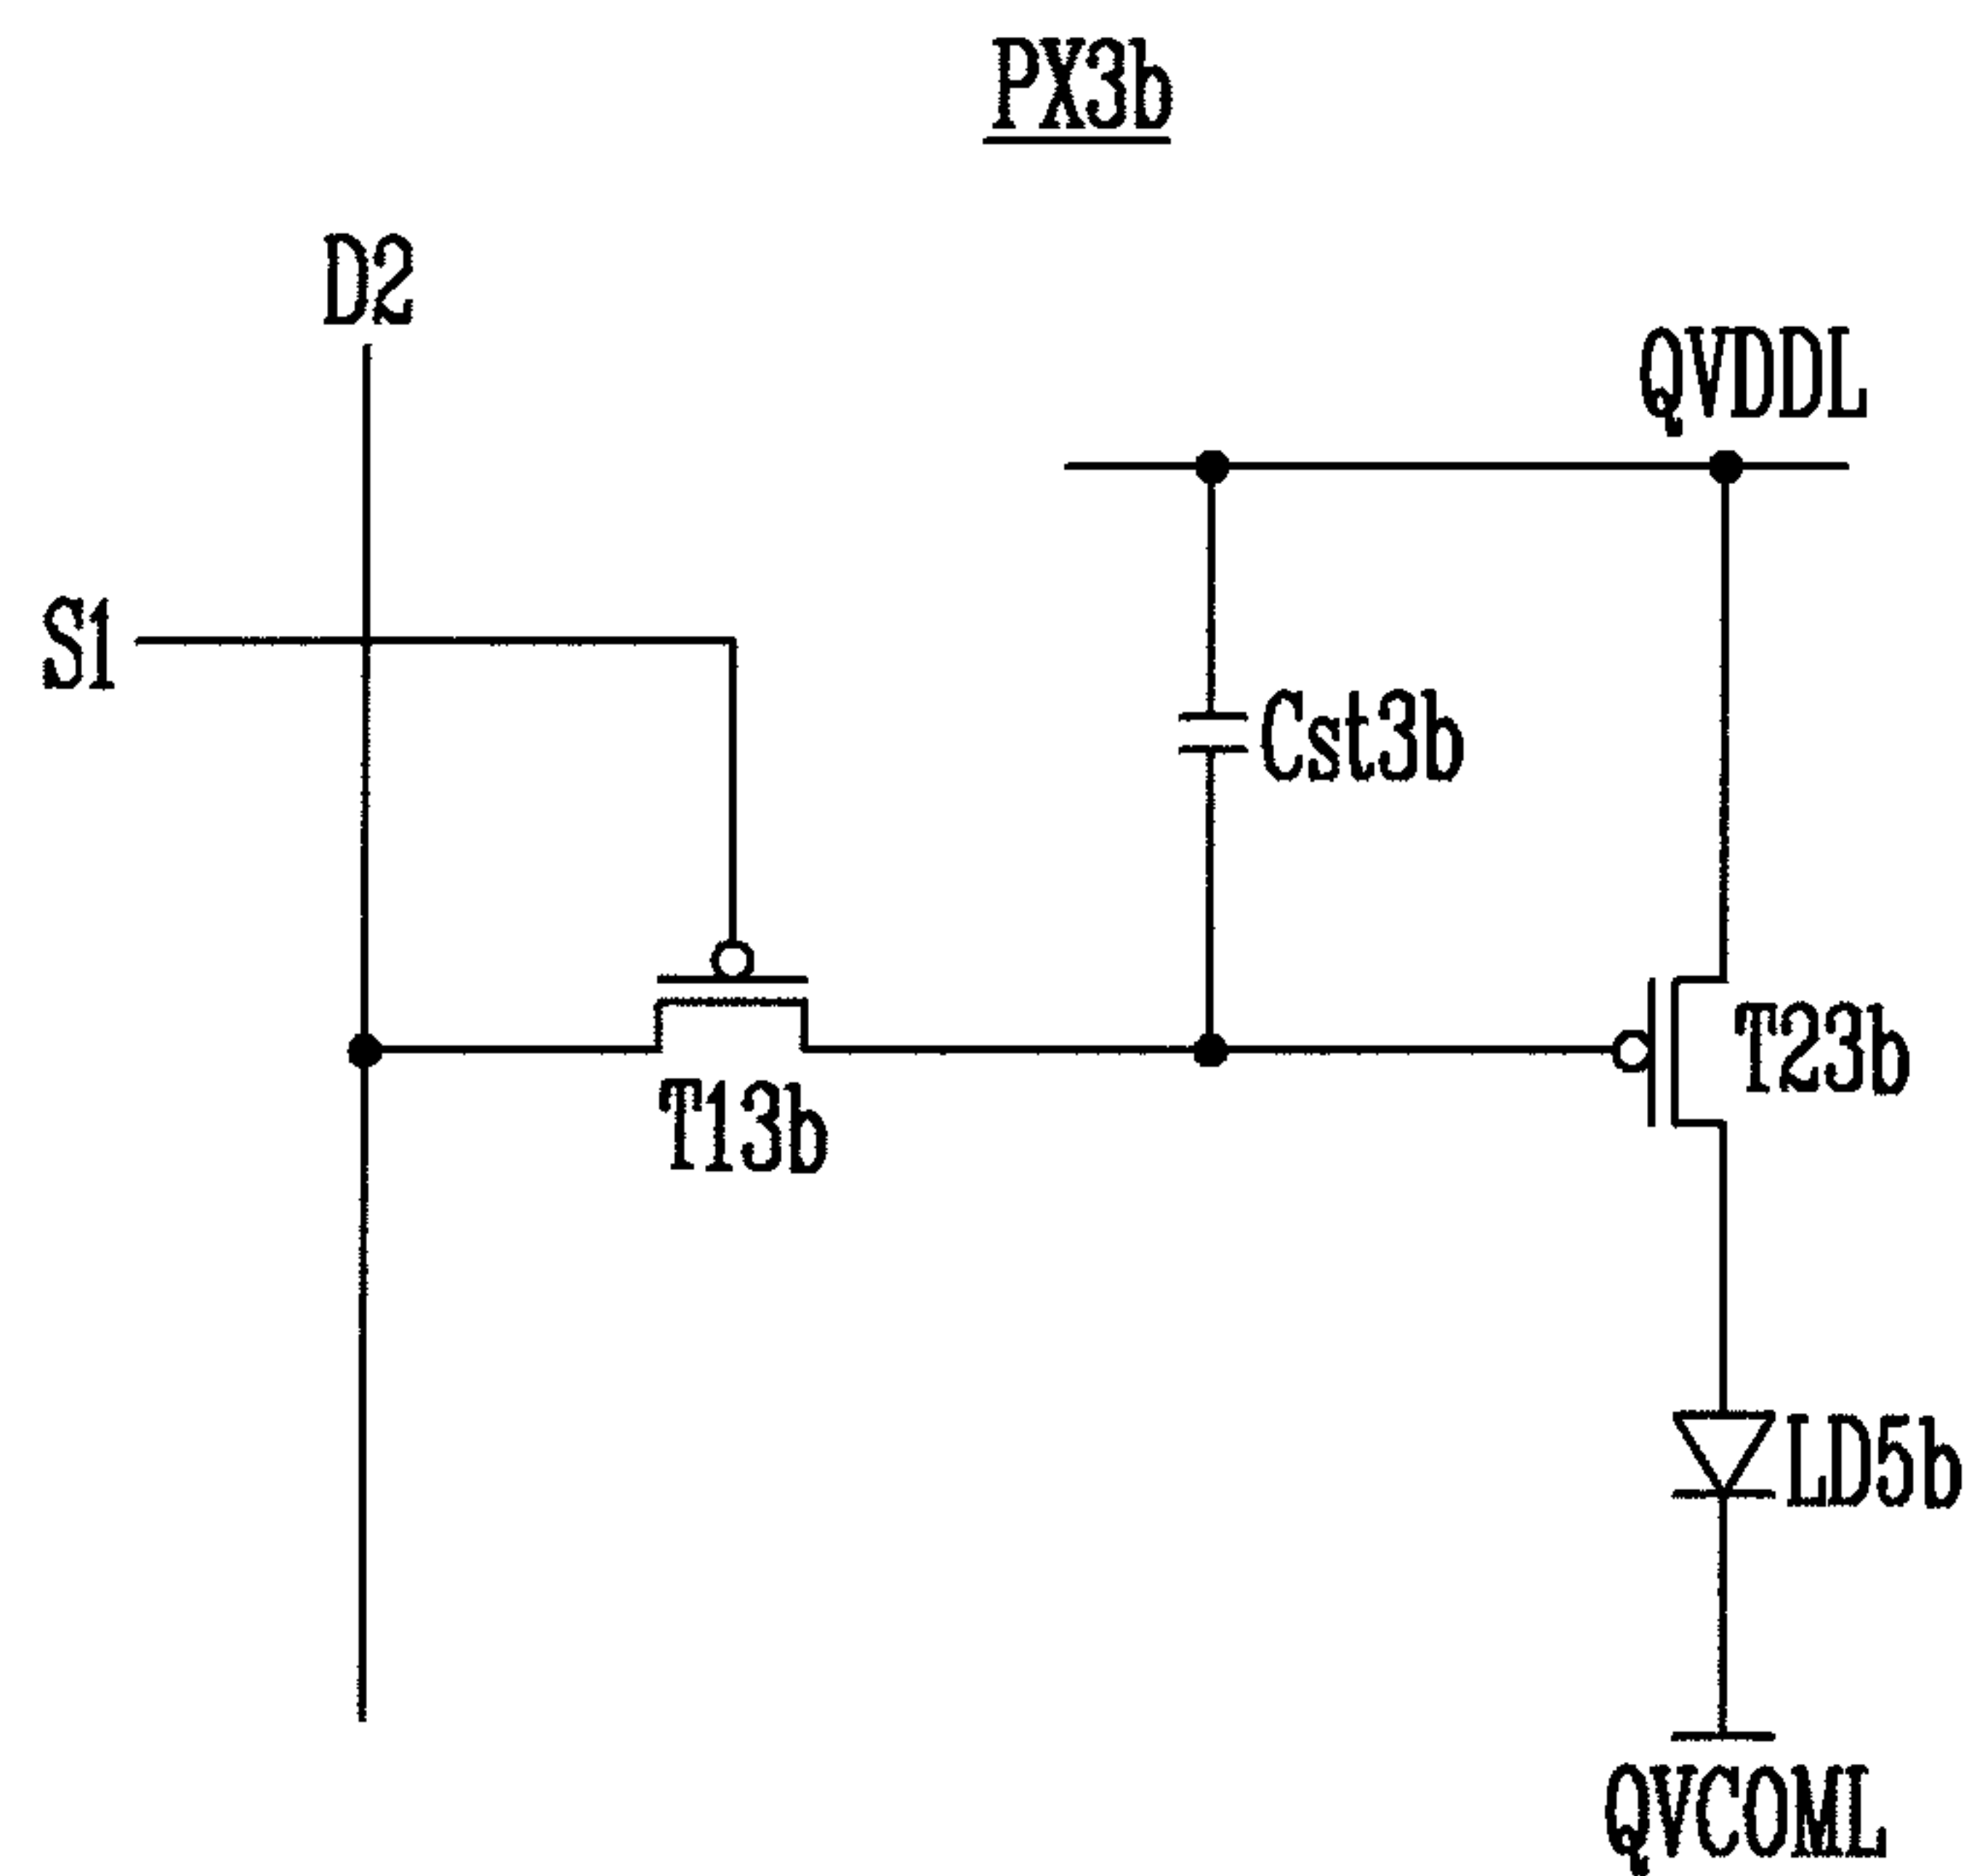 PX3b
D2
QVDDL
S1
Cst3b
T23b
T13b
LD5b
QVCOML